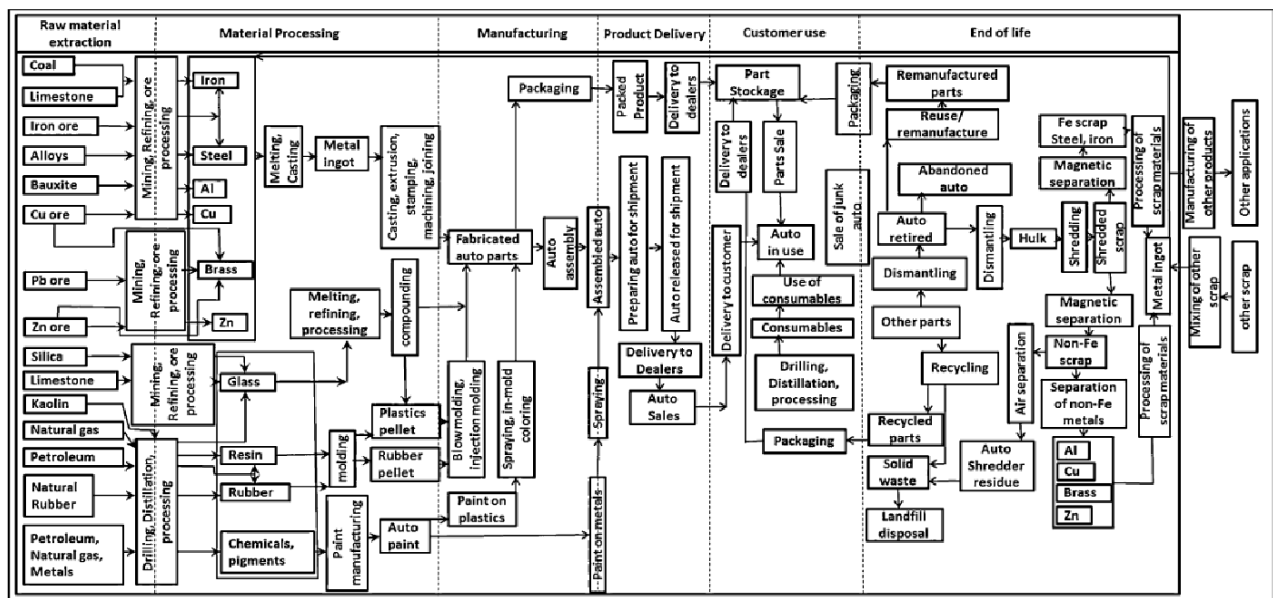 Raw material
extraction
Material Processing
Manufacturing
Product Delivery
Customer use
End of life
Coal
Limestone
Iron ore
Alloys
Bauxite
Cu ore
Pb ore
Zn ore
Silica
Limestone
Kaolin
Natural gas
Petroleum
Natural
Rubber
Petroleum,
Natural gas,
Metals
Mining, Refining, ore
processing
Mining,
Refining, ore
processing
Mining,
Refining, ore
processing
Drilling, Distillation,
processing
Iron
Steel
Al
Cu
Brass
Zn
Glass
Resin
Rubber
Chemicals,
pigments
Melting,
Casting
Metal
Ingot
Melting,
refining,
processing
compounding
molding
Plastics
pellet
Rubber
pellet
Paint
manufacturing
Auto
paint
Casting, extrusion,
stamping,
machining, joining
Fabricated
auto parts
Blow molding,
injection molding
Spraying, in-mold
coloring
Paint on
plastics
Packaging
Auto
assembly
Assembled auto
Spraying
Paint on metals
Packed
Product
Delivery to
dealers
Preparing auto for shipment
Auto released for shipment
Delivery to
Dealers
Auto
Sales
Part
Stockage
Delivery to
dealers
Parts Sale
Delivery to customer
Auto
in use
Use of
consumables
Consumables
Drilling,
Distillation,
processing
Packaging
Packaging
Sale of junk
auto
Remanufactured
parts
Reuse/
remanufacture
Abandoned
auto
Auto
retired
Dismantling
Other parts
Recycling
Recycled
parts
Solid
waste
Landfill
disposal
Dismantling
Hulk
Shredding
Shredded
scrap
Magnetic
separation
Fe scrap
Steel, iron
Processing of
scrap materials
Magnetic
separation
Non-Fe
scrap
Air separation
Auto
Shredder
residue
Separation
of non-Fe
metals
Al
Cu
Brass
Zn
Processing of
scrap materials
Metal ingot
Manufacturing of
other products
Other applications
Mixing of other
scrap
other scrap